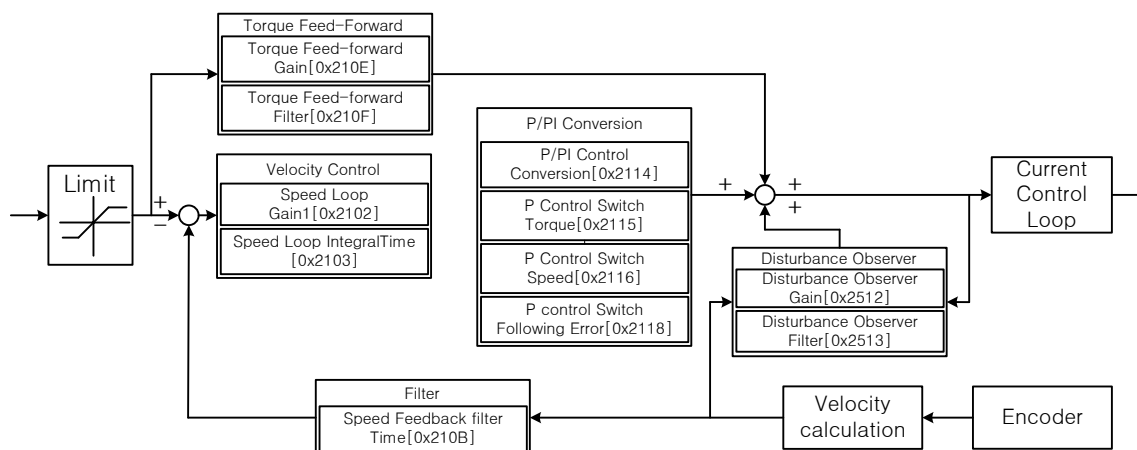 Torque Feed-Forward
Torque Feed-forward
Gain[0x210E]
Torque Feed-forward
Filter[0x210F]
P/PI Conversion
P/PI Control
Conversion[0x2114]
P Control Switch
Torque[0x2115]
P Control Switch
Speed[0x2116]
P control Switch
Following Error[0x2118]
Limit
+
−
Velocity Control
Speed Loop
Gain1[0x2102]
Speed Loop IntegralTime
[0x2103]
+
+
+
Current
Control
Loop
Disturbance Observer
Disturbance Observer
Gain[0x2512]
Disturbance Observer
Filter[0x2513]
Filter
Speed Feedback filter
Time[0x210B]
Velocity
calculation
Encoder